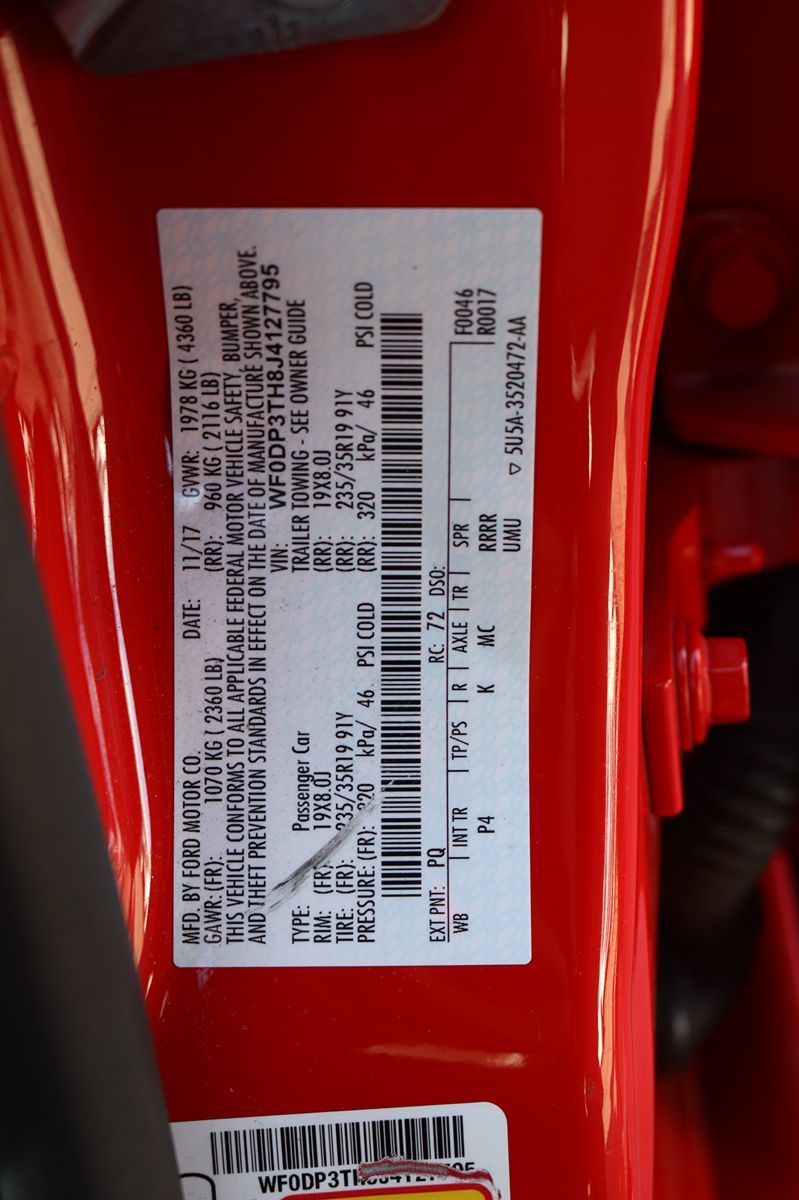 MFD. BY FORD MOTOR CO. DATE: 11/17 GVWR: 1978 KG ( 4360 LB)
GAWR: (FR): 1070 KG ( 2360 LB) (RR): 960 KG ( 2116 LB)
THIS VEHICLE CONFORMS TO ALL APPLICABLE FEDERAL MOTOR VEHICLE SAFETY, BUMPER,
AND THEFT PREVENTION STANDARDS IN EFFECT ON THE DATE OF MANUFACTURE SHOWN ABOVE.
VIN: WF0DP3TH8J4127795
TYPE: Passenger Car TRAILER TOWING - SEE OWNER GUIDE
RIM: (FR): 19X8.0J (RR): 19X8.0J
TIRE: (FR): 235/35R19 91Y (RR): 235/35R19 91Y
PRESSURE: (FR): 320 kPa/ 46 PSI COLD (RR): 320 kPa/ 46 PSI COLD
EXT PNT: PQ RC: 72 DSO:
WB INT TR TP/PS R AXLE TR SPR F0046
P4 K MC RRRR R0017
UMU
▽ 5U5A-3520472-AA
WF0DP3TH8J4127795